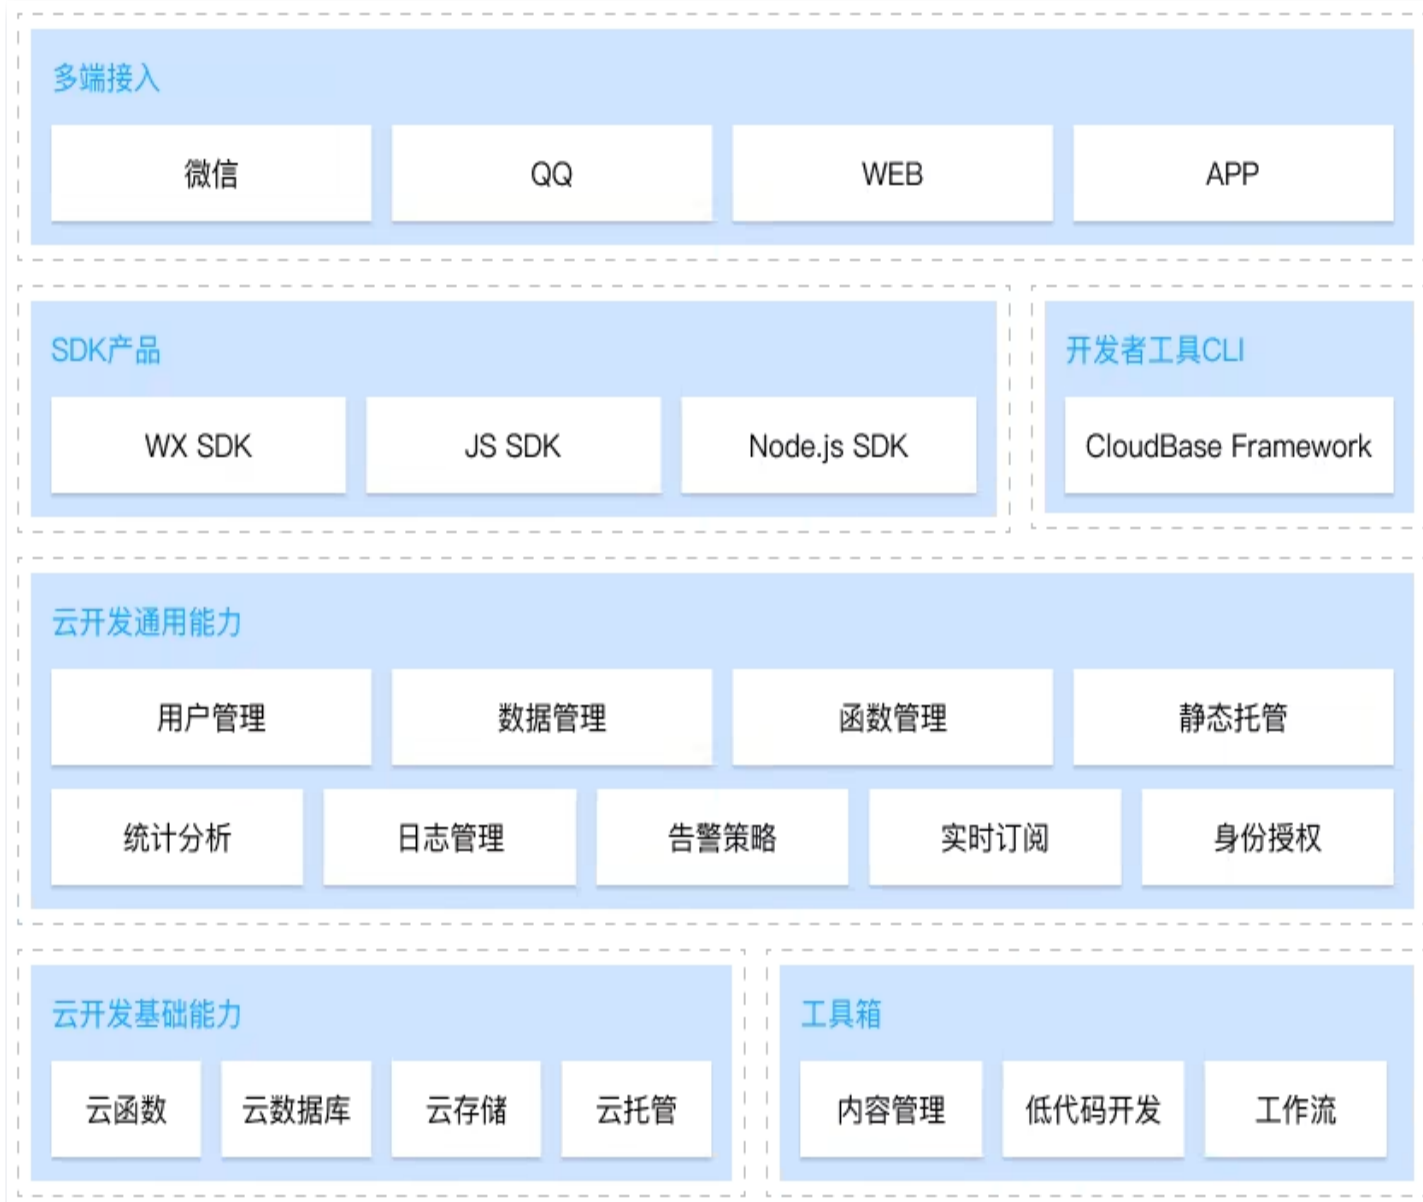 多端接入
微信
QQ
WEB
APP
SDK产品
WX SDK
JS SDK
Node.js SDK
开发者工具CLI
CloudBase Framework
云开发通用能力
用户管理
数据管理
函数管理
静态托管
统计分析
日志管理
告警策略
实时订阅
身份授权
云开发基础能力
云函数
云数据库
云存储
云托管
工具箱
内容管理
低代码开发
工作流